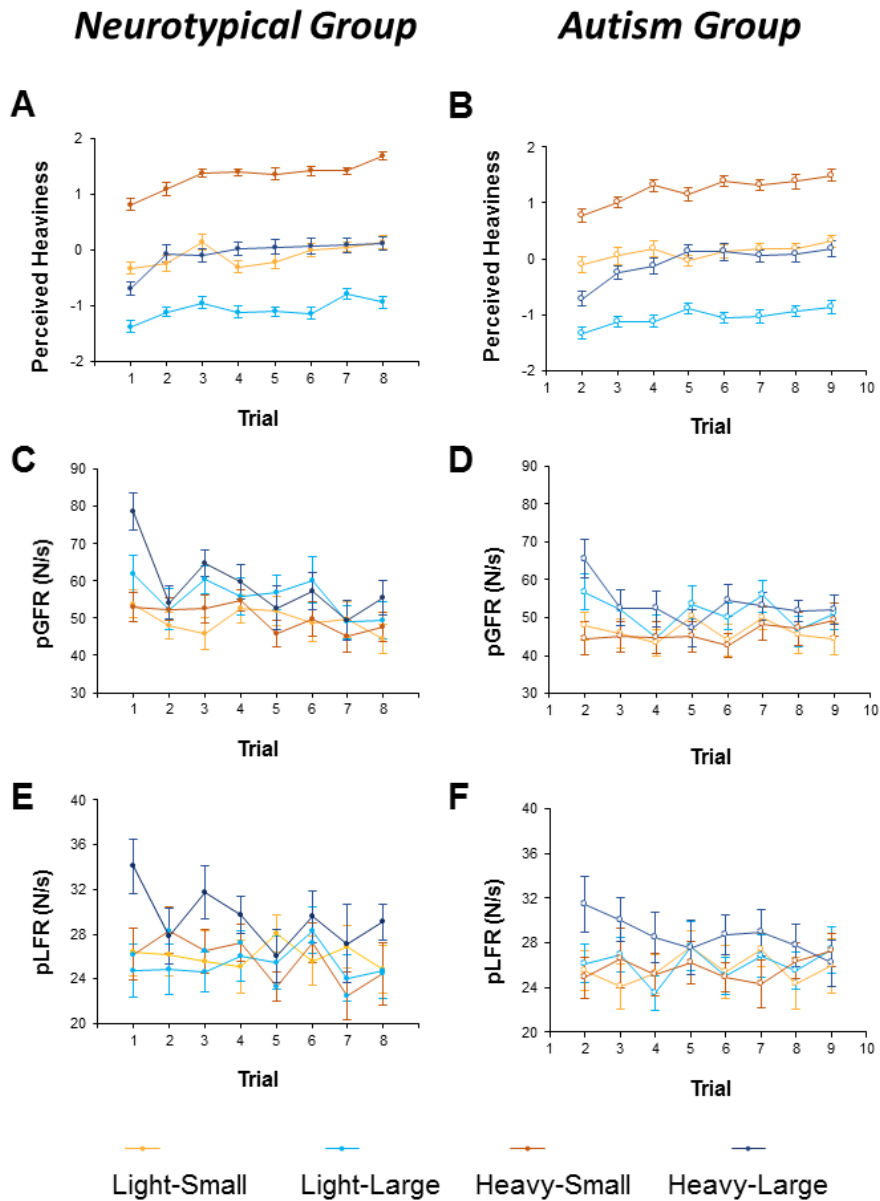 Neurotypical Group
Autism Group
A
Perceived Heaviness
2
1
0
-1
-2
1 2 3 4 5 6 7 8
Trial
B
Perceived Heaviness
2
1
0
-1
-2
1 2 3 4 5 6 7 8 9 10
Trial
C
pGFR (N/s)
90
80
70
60
50
40
30
1 2 3 4 5 6 7 8
Trial
D
pGFR (N/s)
90
80
70
60
50
40
30
1 2 3 4 5 6 7 8 9 10
Trial
E
pLFR (N/s)
40
36
32
28
24
20
1 2 3 4 5 6 7 8
Trial
F
pLFR (N/s)
40
36
32
28
24
20
1 2 3 4 5 6 7 8 9 10
Trial
Light-Small Light-Large Heavy-Small Heavy-Large